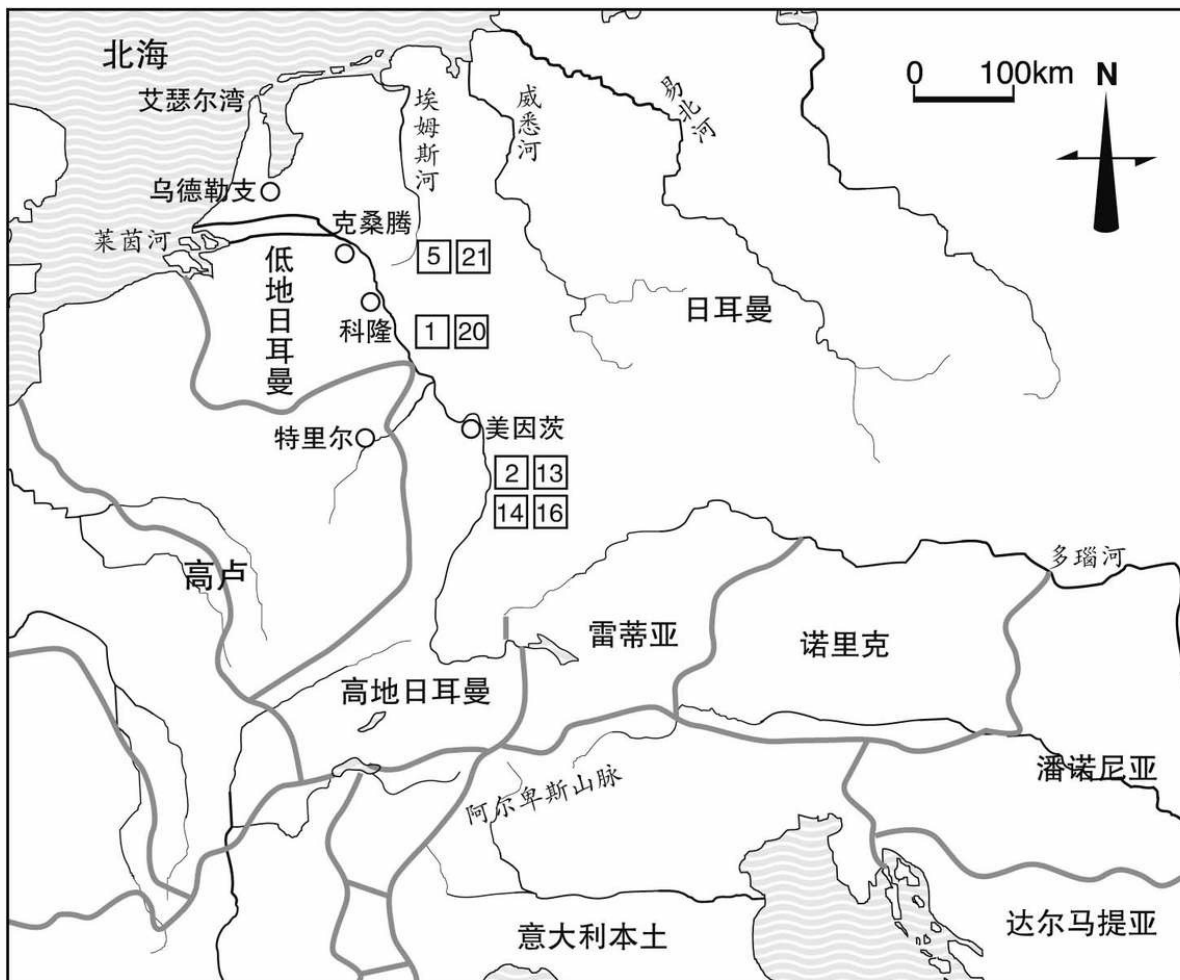 北海
0 100km N
艾瑟尔湾
埃姆斯河
威悉河
易北河
乌德勒支
克桑腾
莱茵河
低地日耳曼
5 21
日耳曼
科隆
1 20
特里尔
美因茨
2 13
14 16
高卢
多瑙河
雷蒂亚
诺里克
高地日耳曼
潘诺尼亚
阿尔卑斯山脉
意大利本土
达尔马提亚